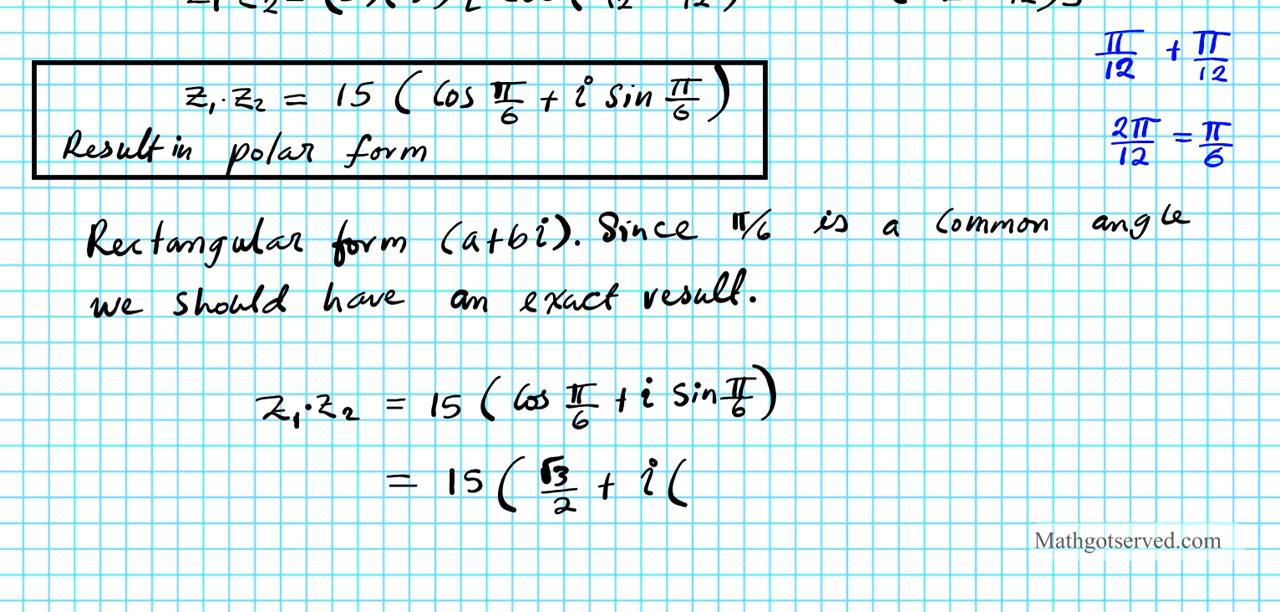 z₁·z₂ = 15 ( cos π/6 + i sin π/6 )
Result in polar form
π/12 + π/12
2π/12 = π/6
Rectangular form (a+bi). Since π/6 is a common angle
we should have an exact result.
z₁·z₂ = 15 ( cos π/6 + i sin π/6 )
= 15 ( √3/2 + i (
Mathgotserved.com